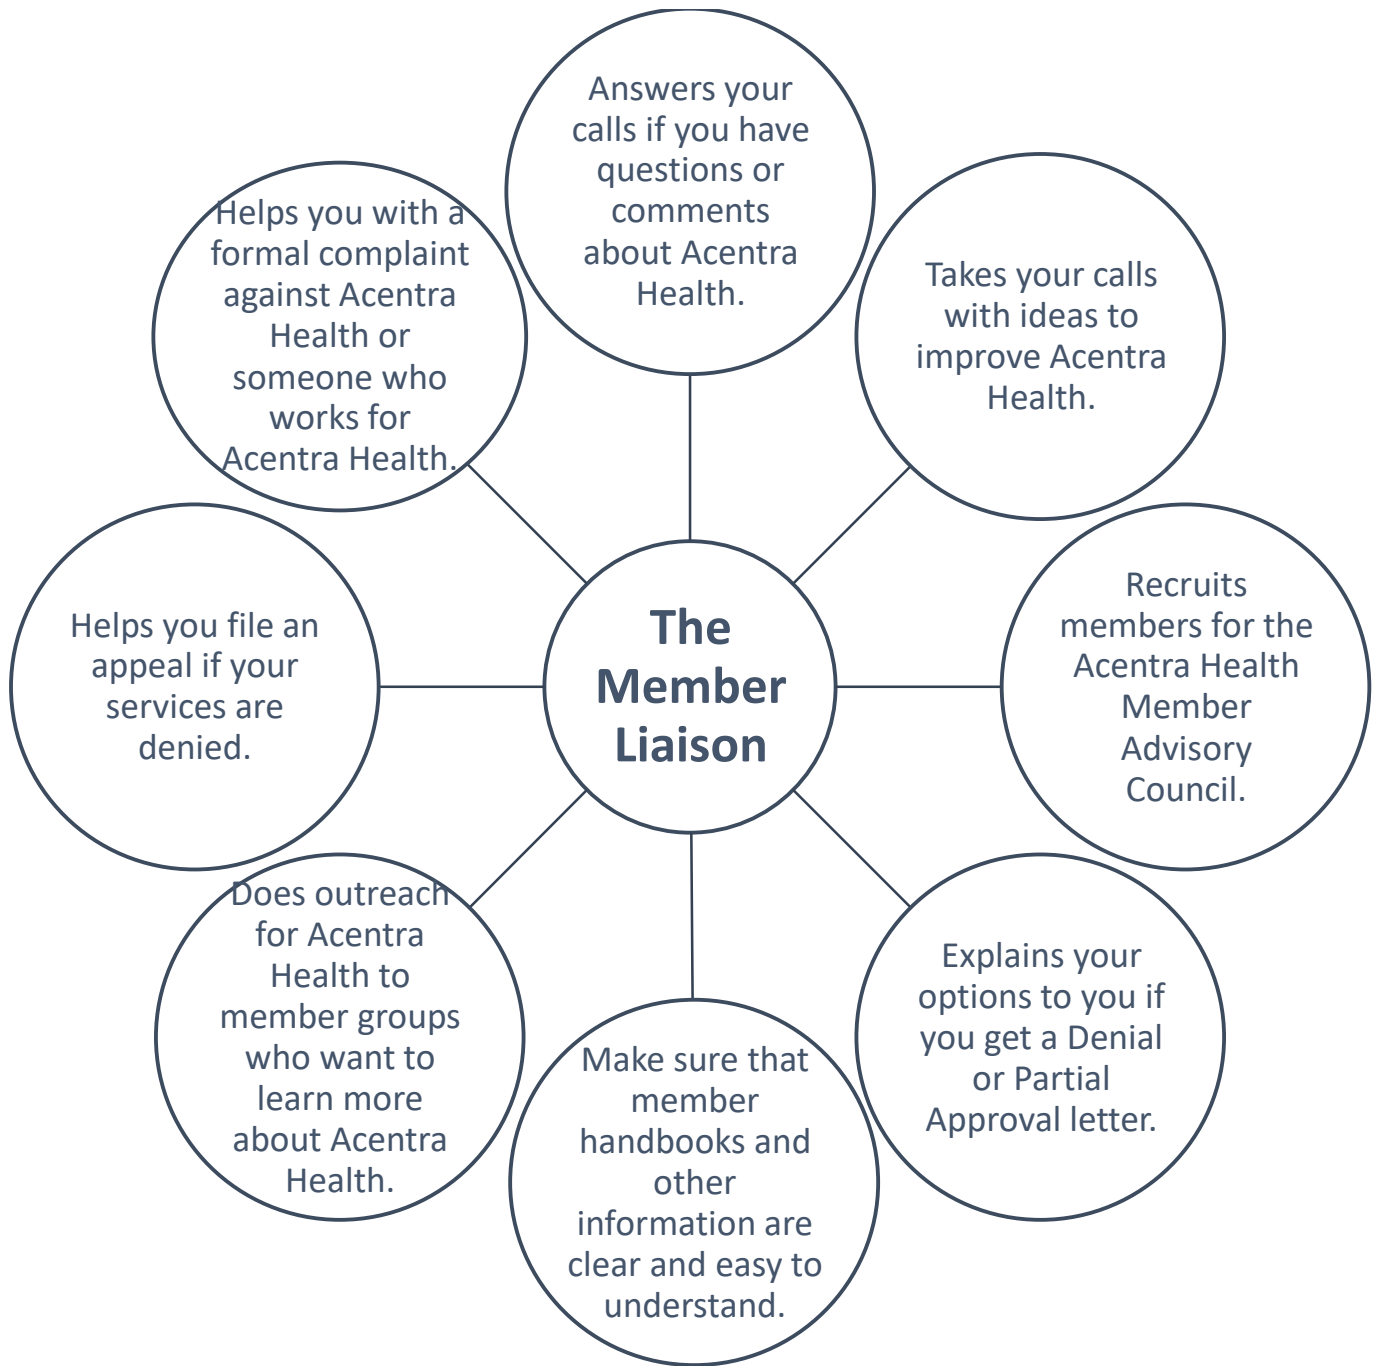 Answers your
calls if you have
questions or
comments
about Acentra
Health.
Takes your calls
with ideas to
improve Acentra
Health.
Recruits
members for the
Acentra Health
Member
Advisory
Council.
Explains your
options to you if
you get a Denial
or Partial
Approval letter.
Make sure that
member
handbooks and
other
information are
clear and easy to
understand.
Does outreach
for Acentra
Health to
member groups
who want to
learn more
about Acentra
Health.
Helps you file an
appeal if your
services are
denied.
Helps you with a
formal complaint
against Acentra
Health or
someone who
works for
Acentra Health.
The
Member
Liaison